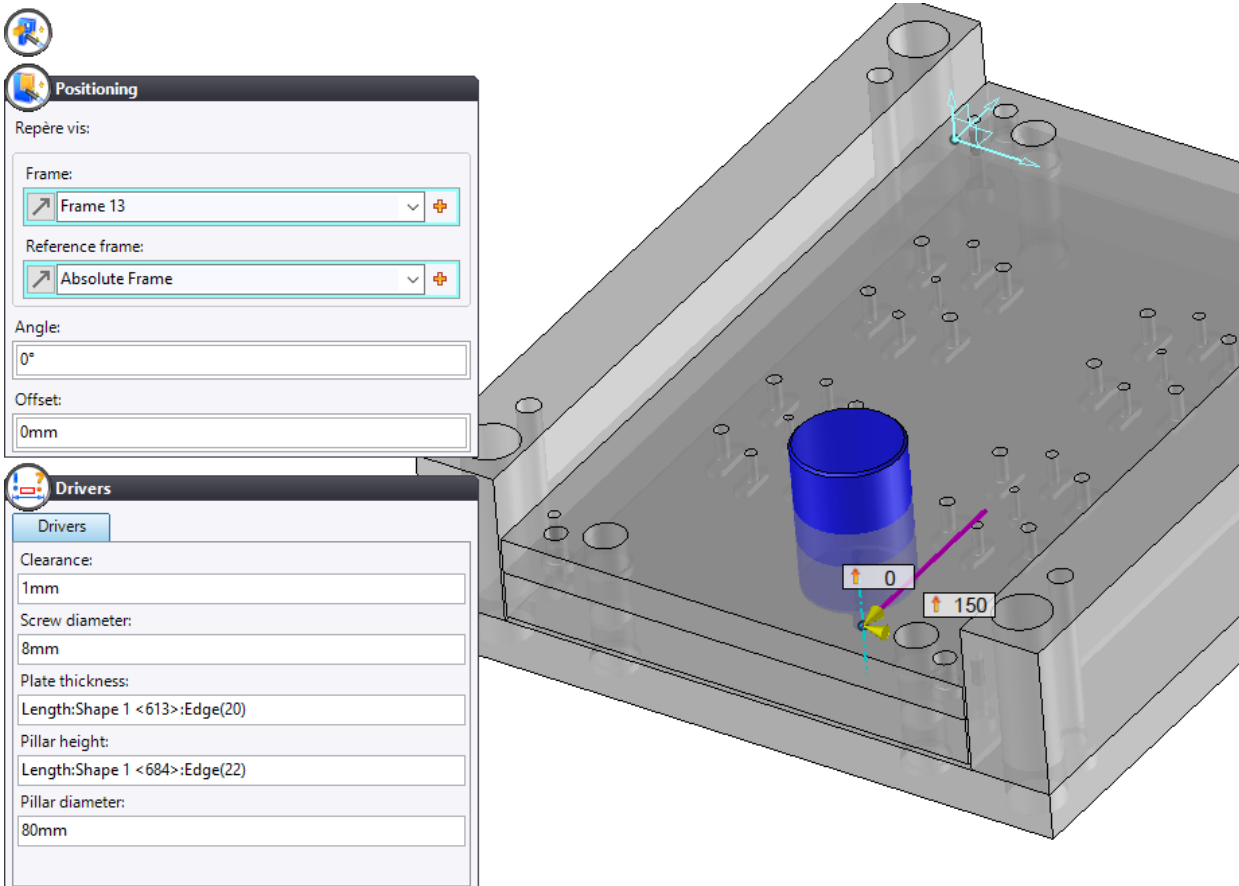 Positioning
Repère vis:
Frame:
Frame 13
Reference frame:
Absolute Frame
Angle:
0°
Offset:
0mm
Drivers
Drivers
Clearance:
1mm
Screw diameter:
8mm
Plate thickness:
Length:Shape 1 <613>:Edge(20)
Pillar height:
Length:Shape 1 <684>:Edge(22)
Pillar diameter:
80mm
0
150